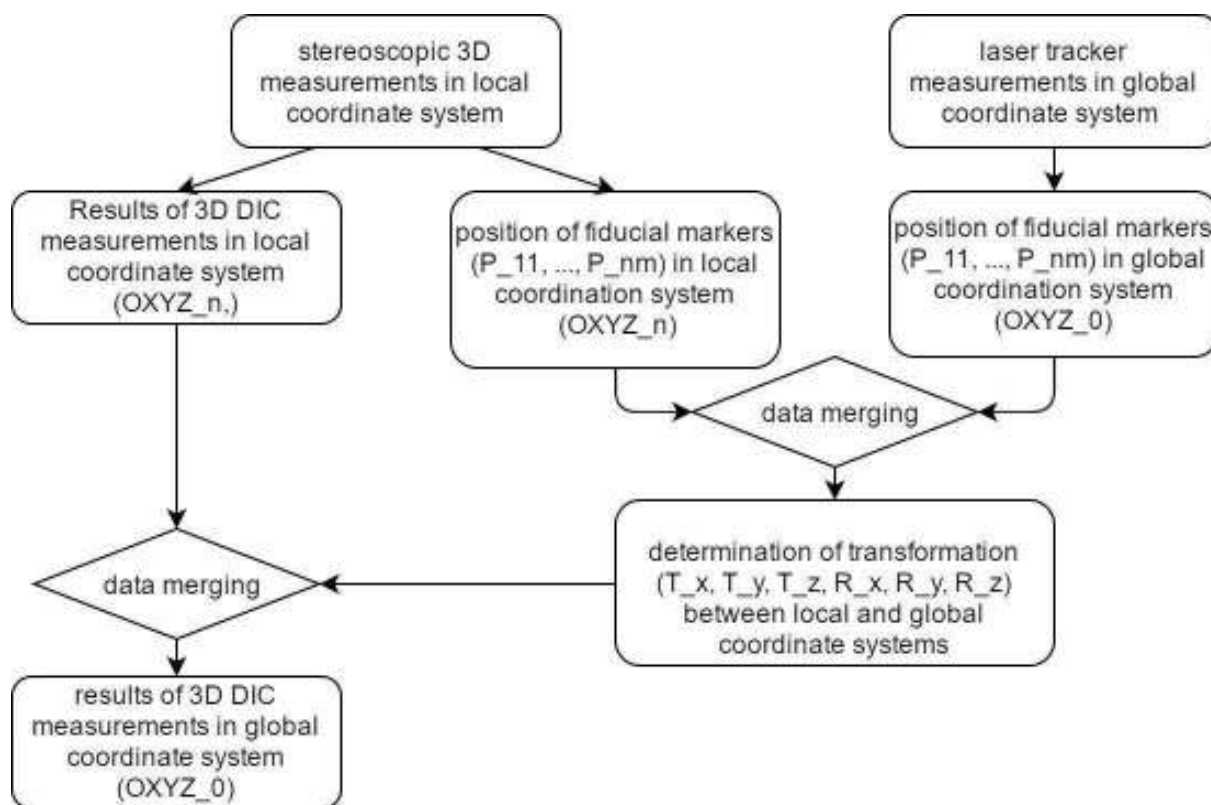 stereoscopic 3D
measurements in local
coordinate system
laser tracker
measurements in global
coordinate system
Results of 3D DIC
measurements in local
coordinate system
(OXYZ_n,)
position of fiducial markers
(P_11, ..., P_nm) in local
coordination system
(OXYZ_n)
position of fiducial markers
(P_11, ..., P_nm) in global
coordination system
(OXYZ_0)
data merging
determination of transformation
(T_x, T_y, T_z, R_x, R_y, R_z)
between local and global
coordinate systems
data merging
results of 3D DIC
measurements in global
coordinate system
(OXYZ_0)